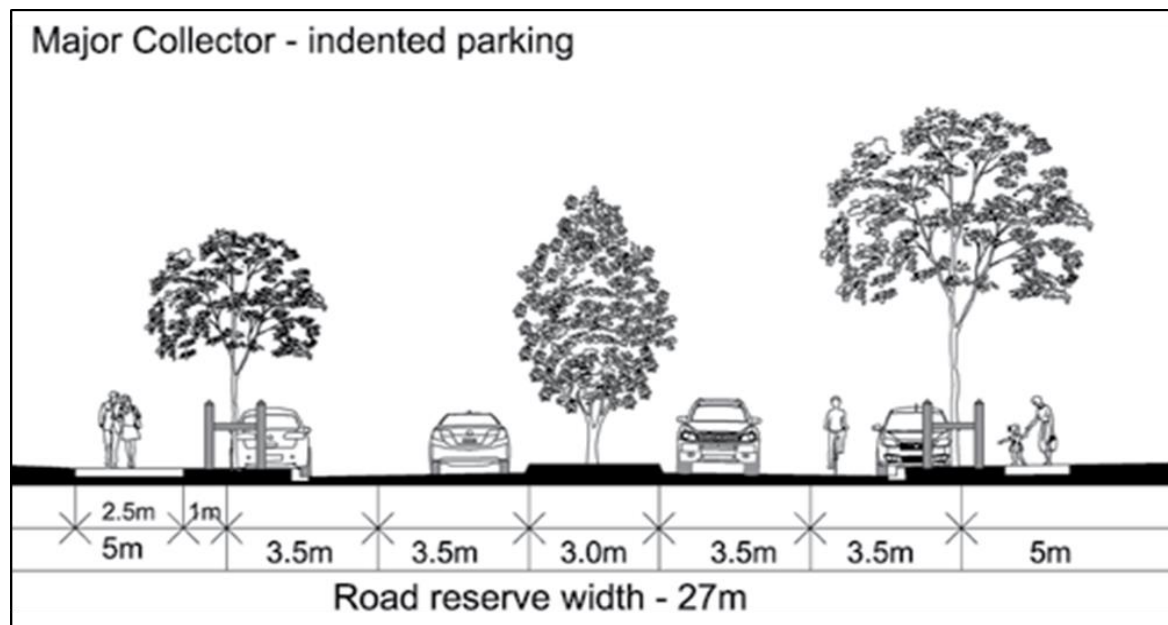 Major Collector - indented parking
2.5m 1m
5m 3.5m 3.5m 3.0m 3.5m 3.5m 5m
Road reserve width - 27m